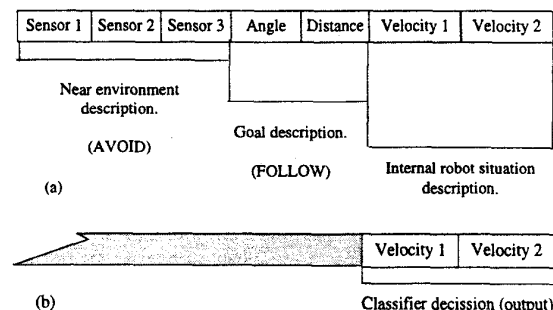 Sensor 1 Sensor 2 Sensor 3 Angle Distance Velocity 1 Velocity 2
Near environment
description.
(AVOID)
Goal description.
(FOLLOW)
Internal robot situation
description.
(a)
Velocity 1 Velocity 2
(b)
Classifier decission (output)